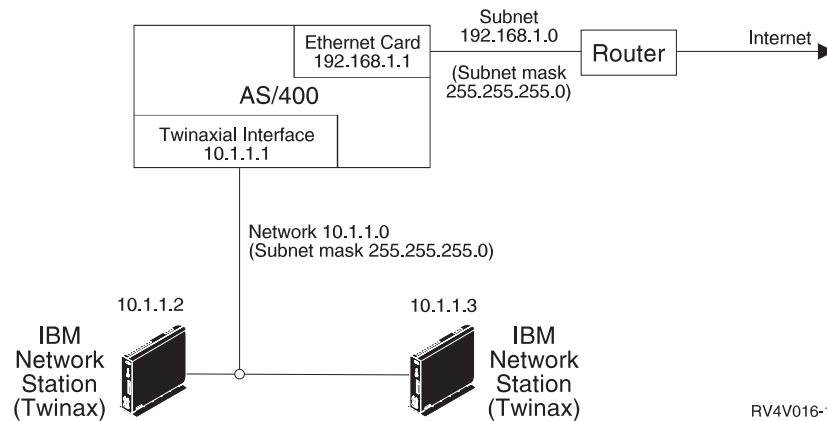 Subnet
192.168.1.0
Ethernet Card
192.168.1.1
Router
Internet
(Subnet mask
255.255.255.0)
AS/400
Twinaxial Interface
10.1.1.1
Network 10.1.1.0
(Subnet mask 255.255.255.0)
10.1.1.2
IBM
Network
Station
(Twinax)
10.1.1.3
IBM
Network
Station
(Twinax)
RV4V016-1